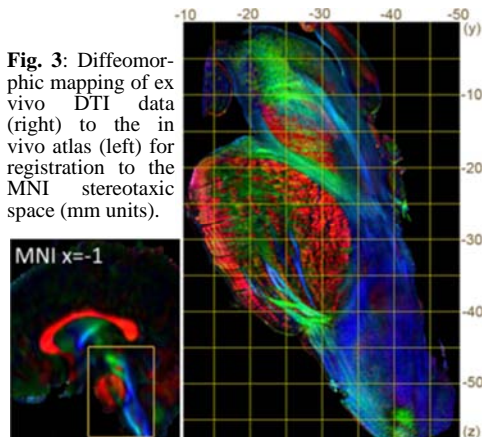 Fig. 3: Diffeomor-
phic mapping of ex
vivo DTI data
(right) to the in
vivo atlas (left) for
registration to the
MNI stereotaxic
space (mm units).
MNI x=-1
-10 -20 -30 -40 -50
(y)
-10
-20
-30
-40
-50
(z)